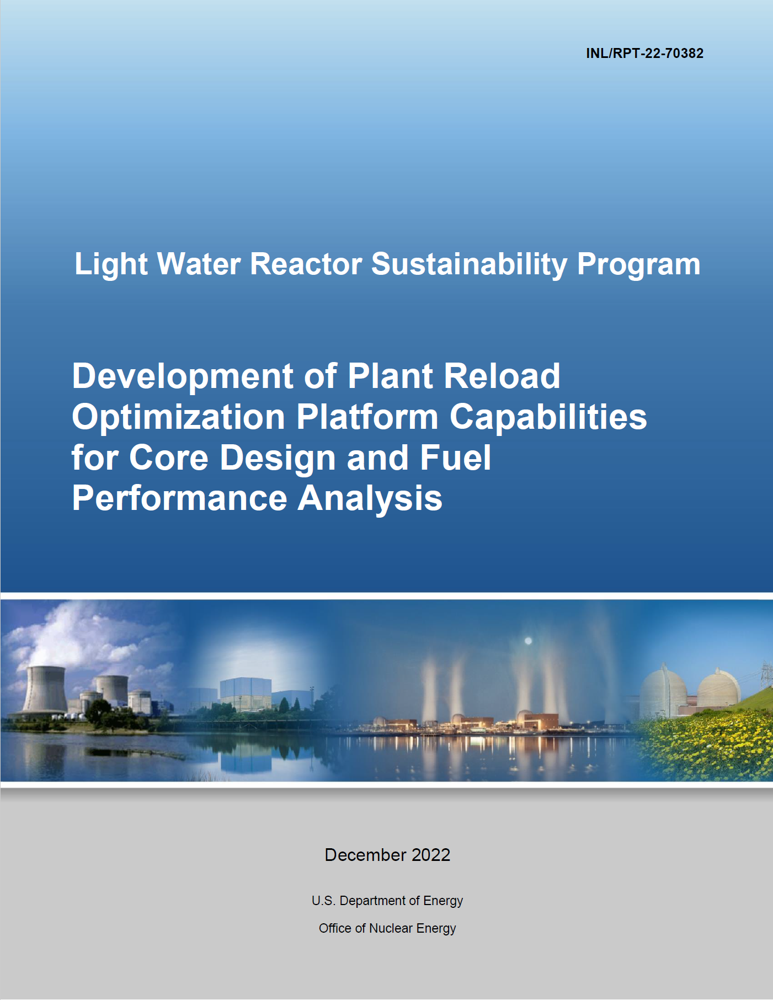 INL/RPT-22-70382
Light Water Reactor Sustainability Program
Development of Plant Reload
Optimization Platform Capabilities
for Core Design and Fuel
Performance Analysis
December 2022
U.S. Department of Energy
Office of Nuclear Energy